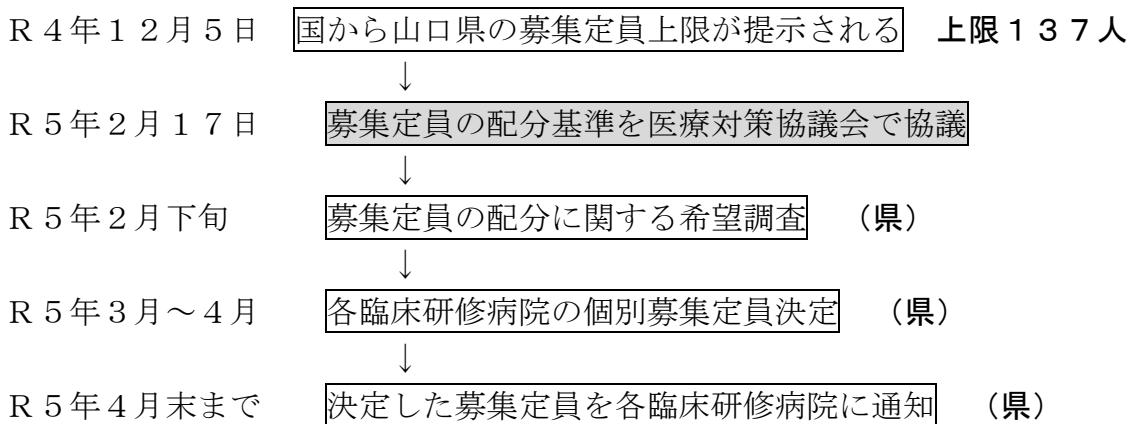 Ｒ４年１２月５日　国から山口県の募集定員上限が提示される　上限１３７人
↓
Ｒ５年２月１７日　募集定員の配分基準を医療対策協議会で協議
↓
Ｒ５年２月下旬　募集定員の配分に関する希望調査　（県）
↓
Ｒ５年３月～４月　各臨床研修病院の個別募集定員決定　（県）
↓
Ｒ５年４月末まで　決定した募集定員を各臨床研修病院に通知　（県）